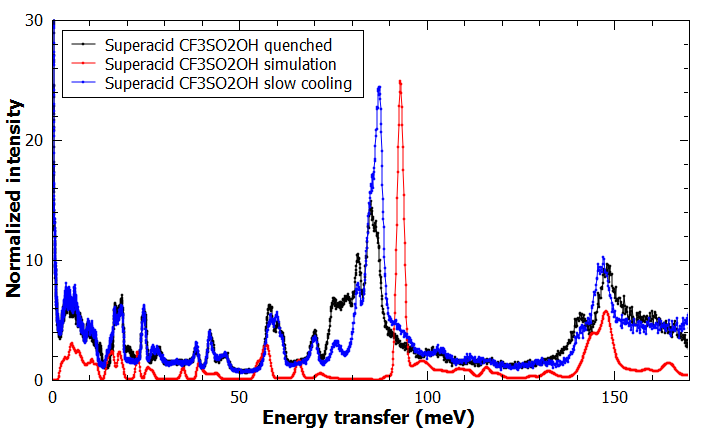 30
20
10
0
Normalized intensity
Superacid CF3SO2OH quenched
Superacid CF3SO2OH simulation
Superacid CF3SO2OH slow cooling
0
50
100
150
Energy transfer (meV)